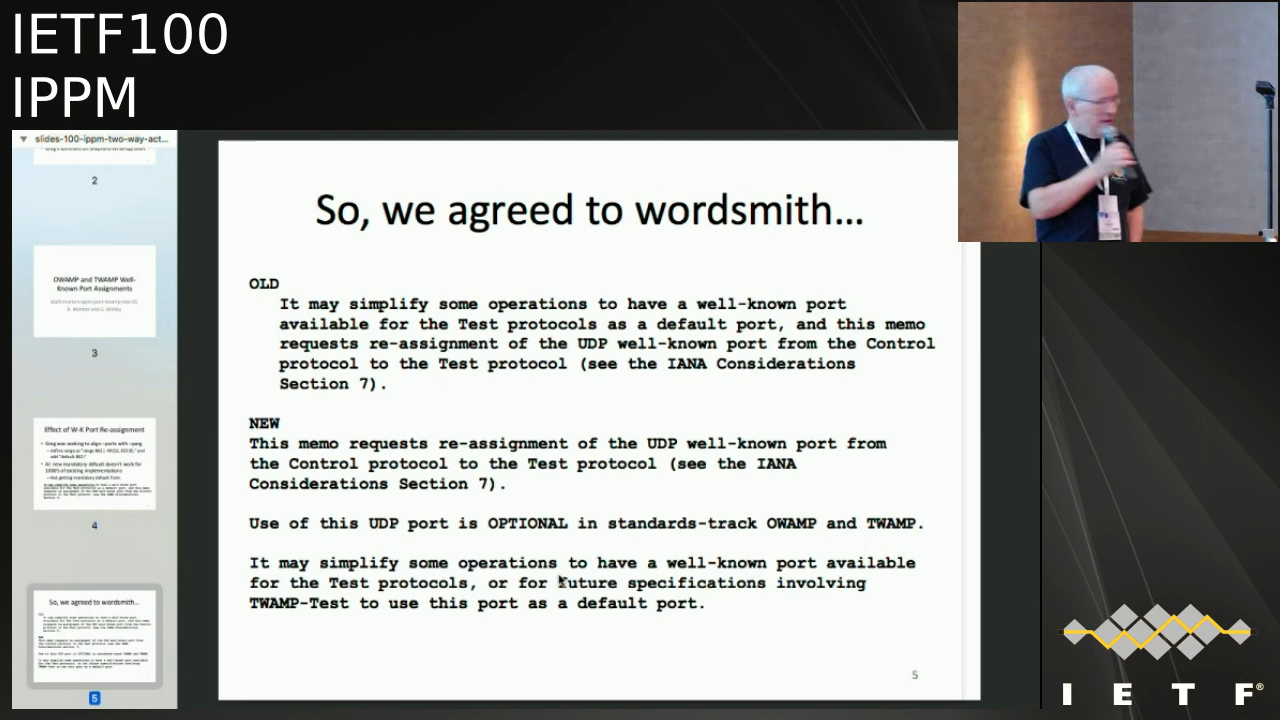 IETF100
IPPM
slides-100-ippm-two-way-act...
2
OWAMP and TWAMP Well-
Known Port Assignments
3
Effect of W-K Port Re-assignment
4
So, we agreed to wordsmith...
5
So, we agreed to wordsmith...
OLD
It may simplify some operations to have a well-known port
available for the Test protocols as a default port, and this memo
requests re-assignment of the UDP well-known port from the Control
protocol to the Test protocol (see the IANA Considerations
Section 7).
NEW
This memo requests re-assignment of the UDP well-known port from
the Control protocol to the Test protocol (see the IANA
Considerations Section 7).
Use of this UDP port is OPTIONAL in standards-track OWAMP and TWAMP.
It may simplify some operations to have a well-known port available
for the Test protocols, or for future specifications involving
TWAMP-Test to use this port as a default port.
5
I E T F®